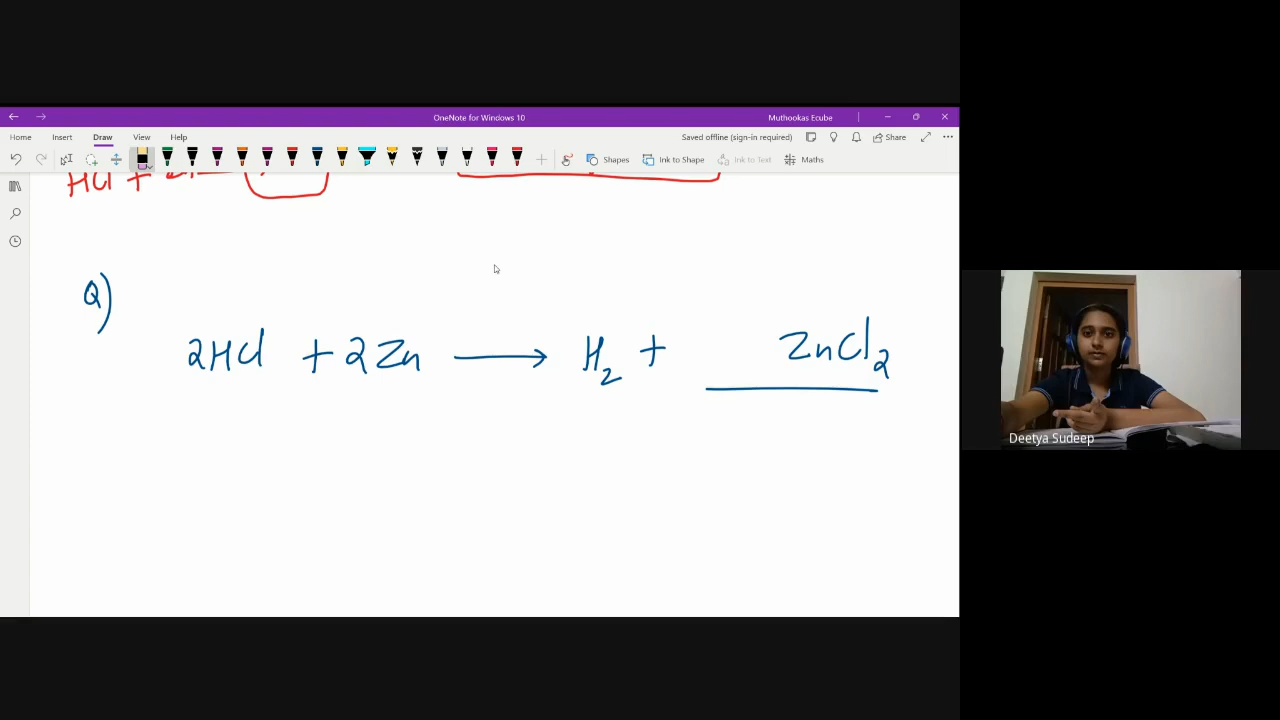 OneNote for Windows 10
Muthookas Ecube
Home Insert Draw View Help
Saved offline (sign-in required) Share
Shapes Ink to Shape Ink to Text Maths
HCl +
Q)
2HCl + 2Zn ⟶ H₂ + ZnCl₂
Deetya Sudeep